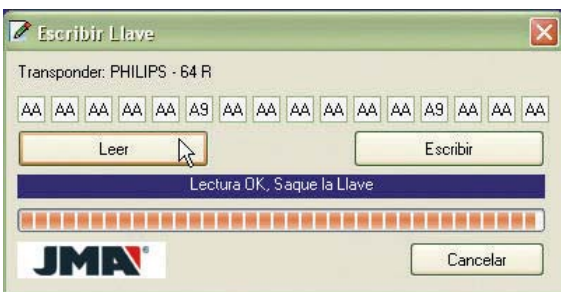 Escribir Llave
Transponder: PHILIPS - 64 R
AA AA AA AA AA A9 AA AA AA AA AA AA A9 AA AA AA
Leer Escribir
Lectura OK, Saque la Llave
JMA® Cancelar